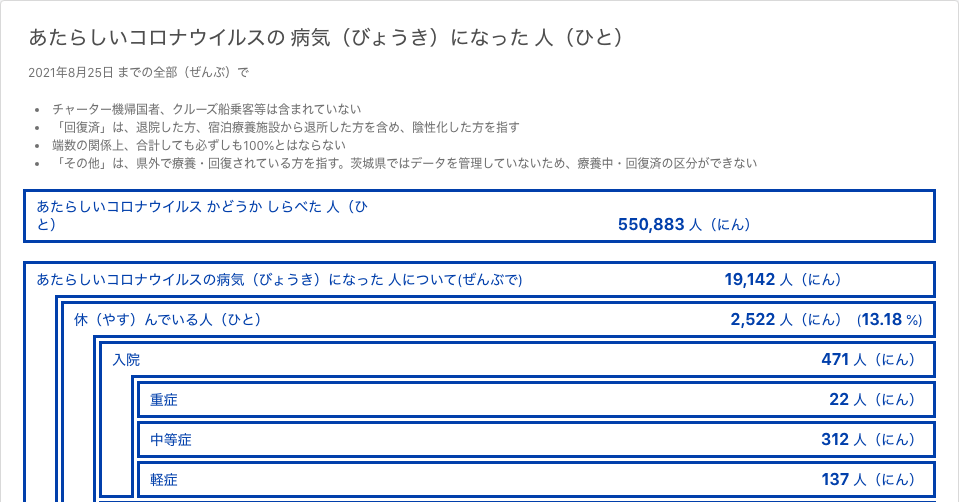 あたらしいコロナウイルスの 病気（びょうき）になった 人（ひと）
2021年8月25日 までの全部（ぜんぶ）で
• チャーター機帰国者、クルーズ船乗客等は含まれていない
• 「回復済」は、退院した方、宿泊療養施設から退所した方を含め、陰性化した方を指す
• 端数の関係上、合計しても必ずしも100%とはならない
• 「その他」は、県外で療養・回復されている方を指す。茨城県ではデータを管理していないため、療養中・回復済の区分ができない
あたらしいコロナウイルス かどうか しらべた 人（ひ
と） 550,883 人（にん）
あたらしいコロナウイルスの病気（びょうき）になった 人について(ぜんぶで) 19,142 人（にん）
休（やす）んでいる人（ひと） 2,522 人（にん） (13.18 %)
入院 471 人（にん）
重症 22 人（にん）
中等症 312 人（にん）
軽症 137 人（にん）